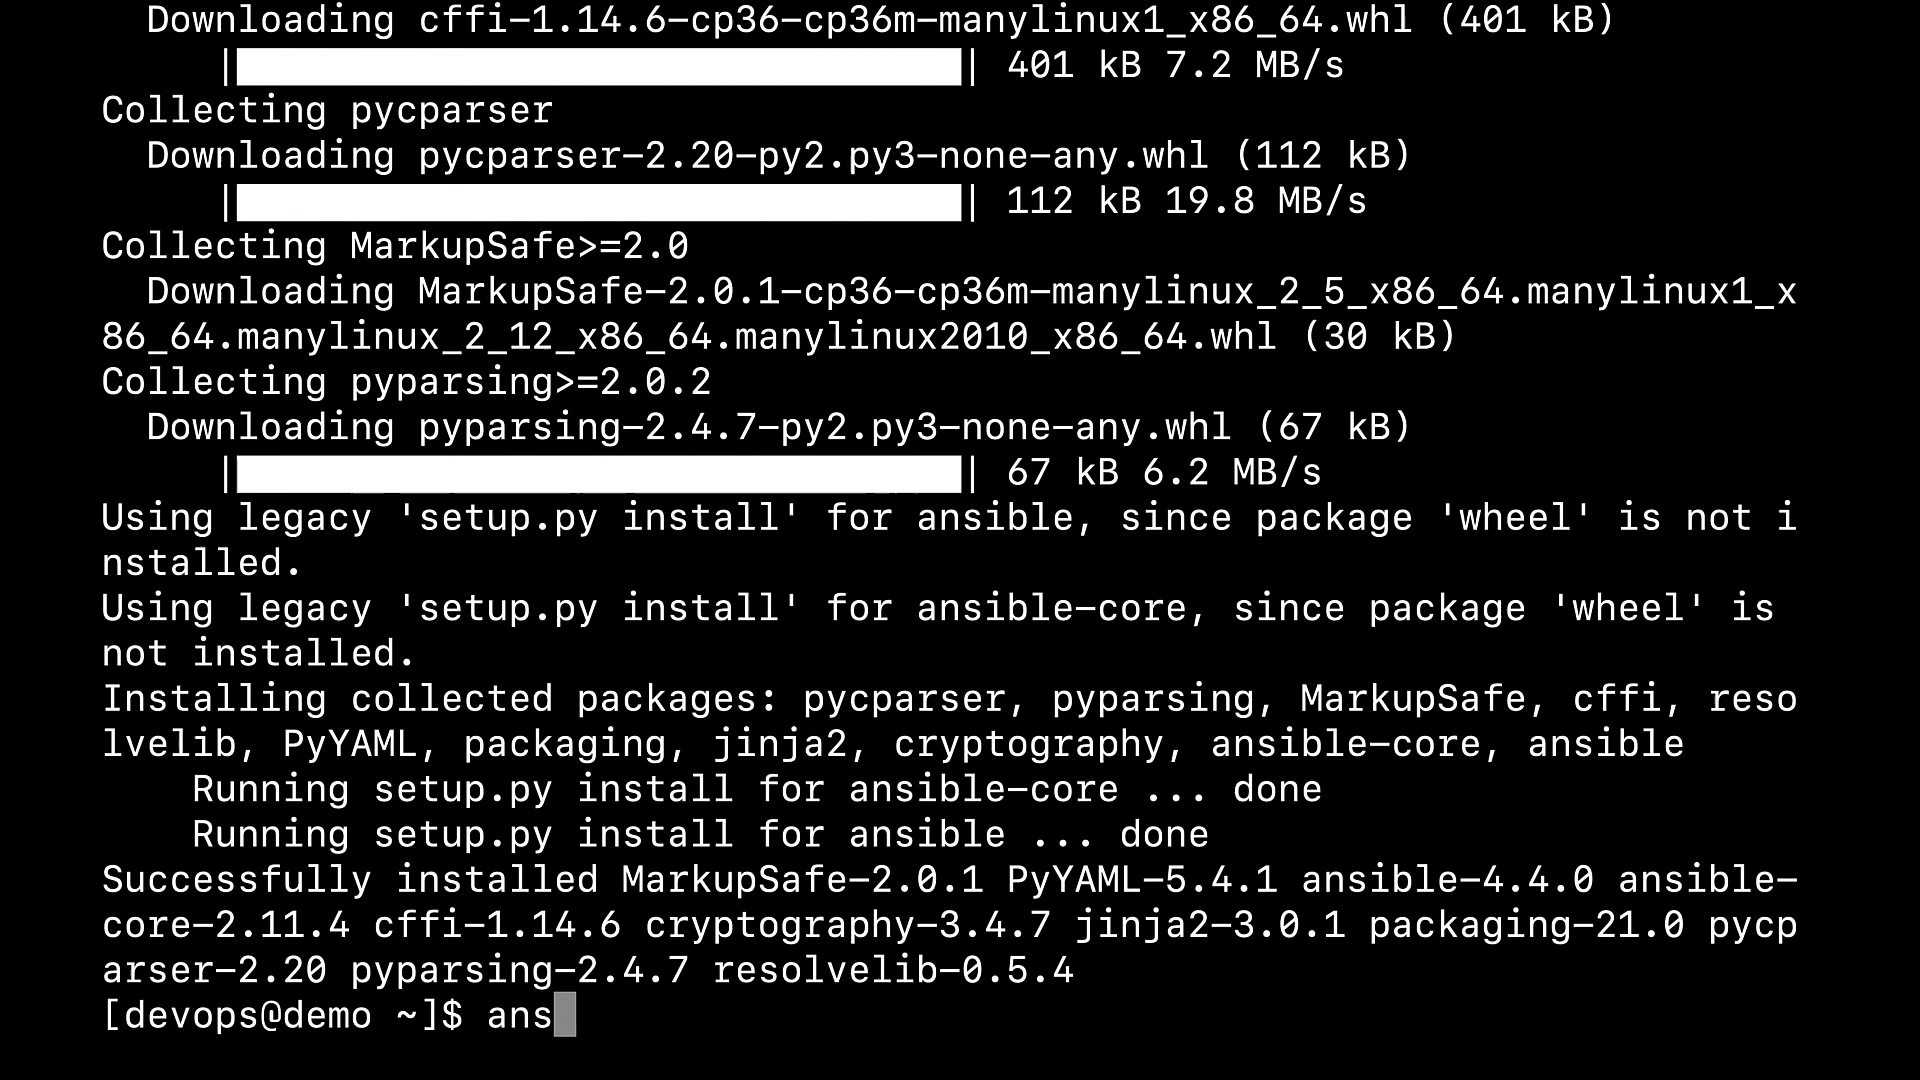 Downloading cffi-1.14.6-cp36-cp36m-manylinux1_x86_64.whl (401 kB)
| | 401 kB 7.2 MB/s
Collecting pycparser
Downloading pycparser-2.20-py2.py3-none-any.whl (112 kB)
| | 112 kB 19.8 MB/s
Collecting MarkupSafe>=2.0
Downloading MarkupSafe-2.0.1-cp36-cp36m-manylinux_2_5_x86_64.manylinux1_x
86_64.manylinux_2_12_x86_64.manylinux2010_x86_64.whl (30 kB)
Collecting pyparsing>=2.0.2
Downloading pyparsing-2.4.7-py2.py3-none-any.whl (67 kB)
| | 67 kB 6.2 MB/s
Using legacy 'setup.py install' for ansible, since package 'wheel' is not i
nstalled.
Using legacy 'setup.py install' for ansible-core, since package 'wheel' is
not installed.
Installing collected packages: pycparser, pyparsing, MarkupSafe, cffi, reso
lvelib, PyYAML, packaging, jinja2, cryptography, ansible-core, ansible
Running setup.py install for ansible-core ... done
Running setup.py install for ansible ... done
Successfully installed MarkupSafe-2.0.1 PyYAML-5.4.1 ansible-4.4.0 ansible-
core-2.11.4 cffi-1.14.6 cryptography-3.4.7 jinja2-3.0.1 packaging-21.0 pycp
arser-2.20 pyparsing-2.4.7 resolvelib-0.5.4
[devops@demo ~]$ ans